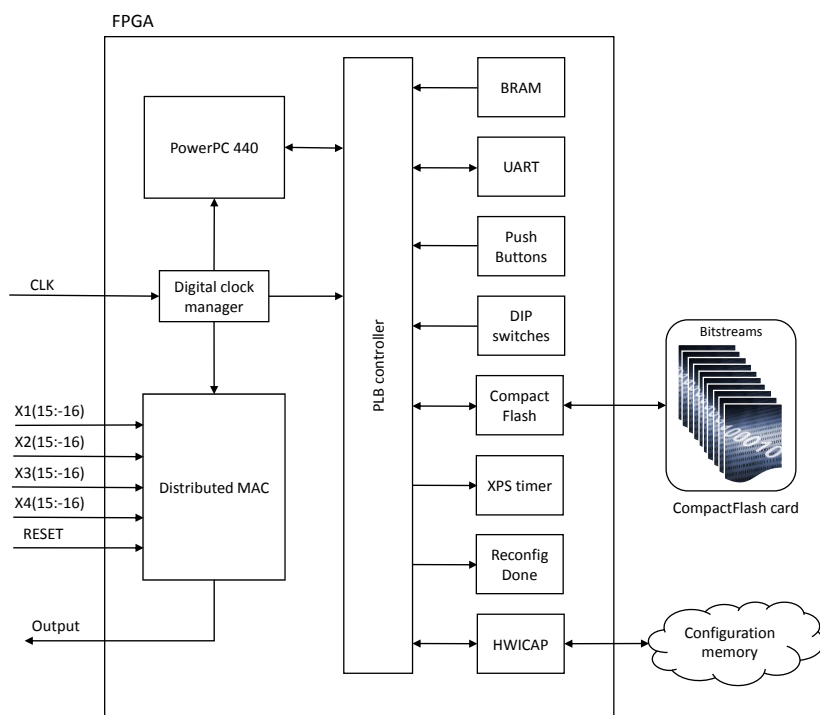 FPGA
PowerPC 440
CLK
Digital clock
manager
X1(15:-16)
X2(15:-16)
X3(15:-16)
X4(15:-16)
RESET
Distributed MAC
Output
PLB controller
BRAM
UART
Push
Buttons
DIP
switches
Compact
Flash
XPS timer
Reconfig
Done
HWICAP
Bitstreams
CompactFlash card
Configuration
memory